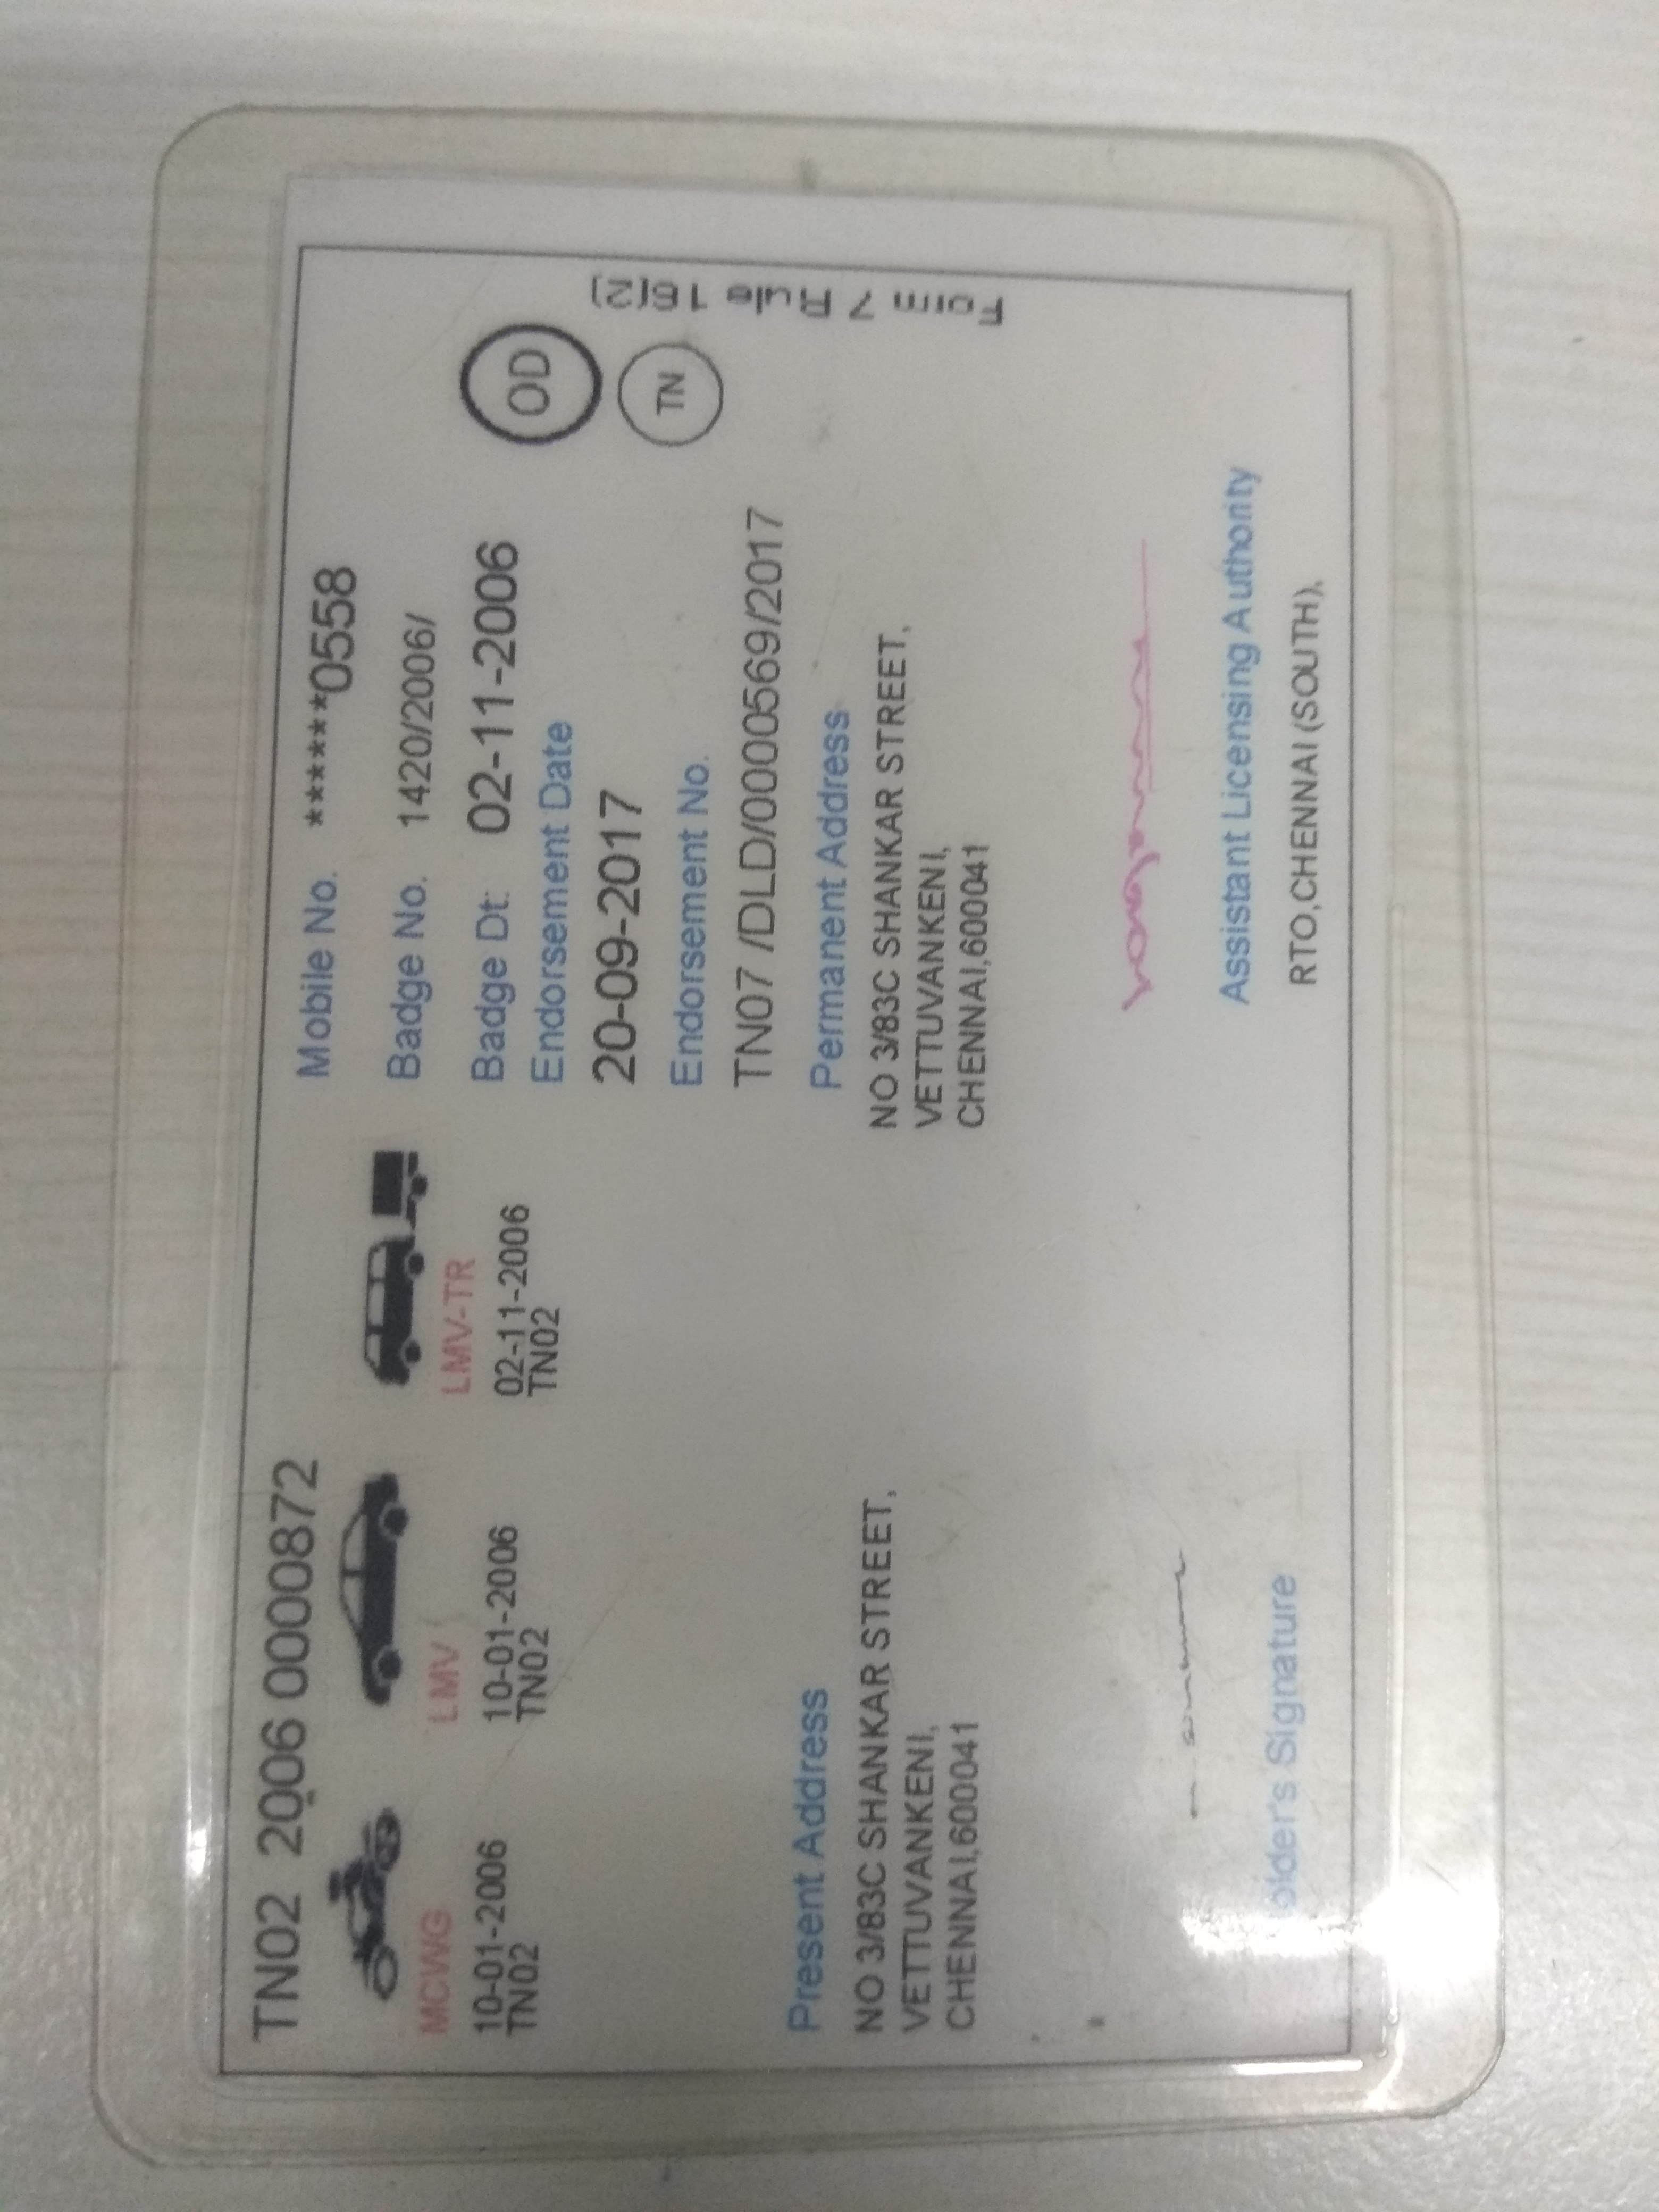 TN02 2006 0000872
MCWG
10-01-2006
TN02
LMV
10-01-2006
TN02
LMV-TR
02-11-2006
TN02
Mobile No. ******0558
Badge No. 1420/2006/
Badge Dt. 02-11-2006
Endorsement Date
20-09-2017
Endorsement No.
TN07 /DLD/0000569/2017
OD
TN
Form 7 Rule 16(2)
Present Address
NO 3/83C SHANKAR STREET,
VETTUVANKENI,
CHENNAI,600041
Permanent Address
NO 3/83C SHANKAR STREET,
VETTUVANKENI,
CHENNAI,600041
older's Signature
Assistant Licensing Authority
RTO,CHENNAI (SOUTH),